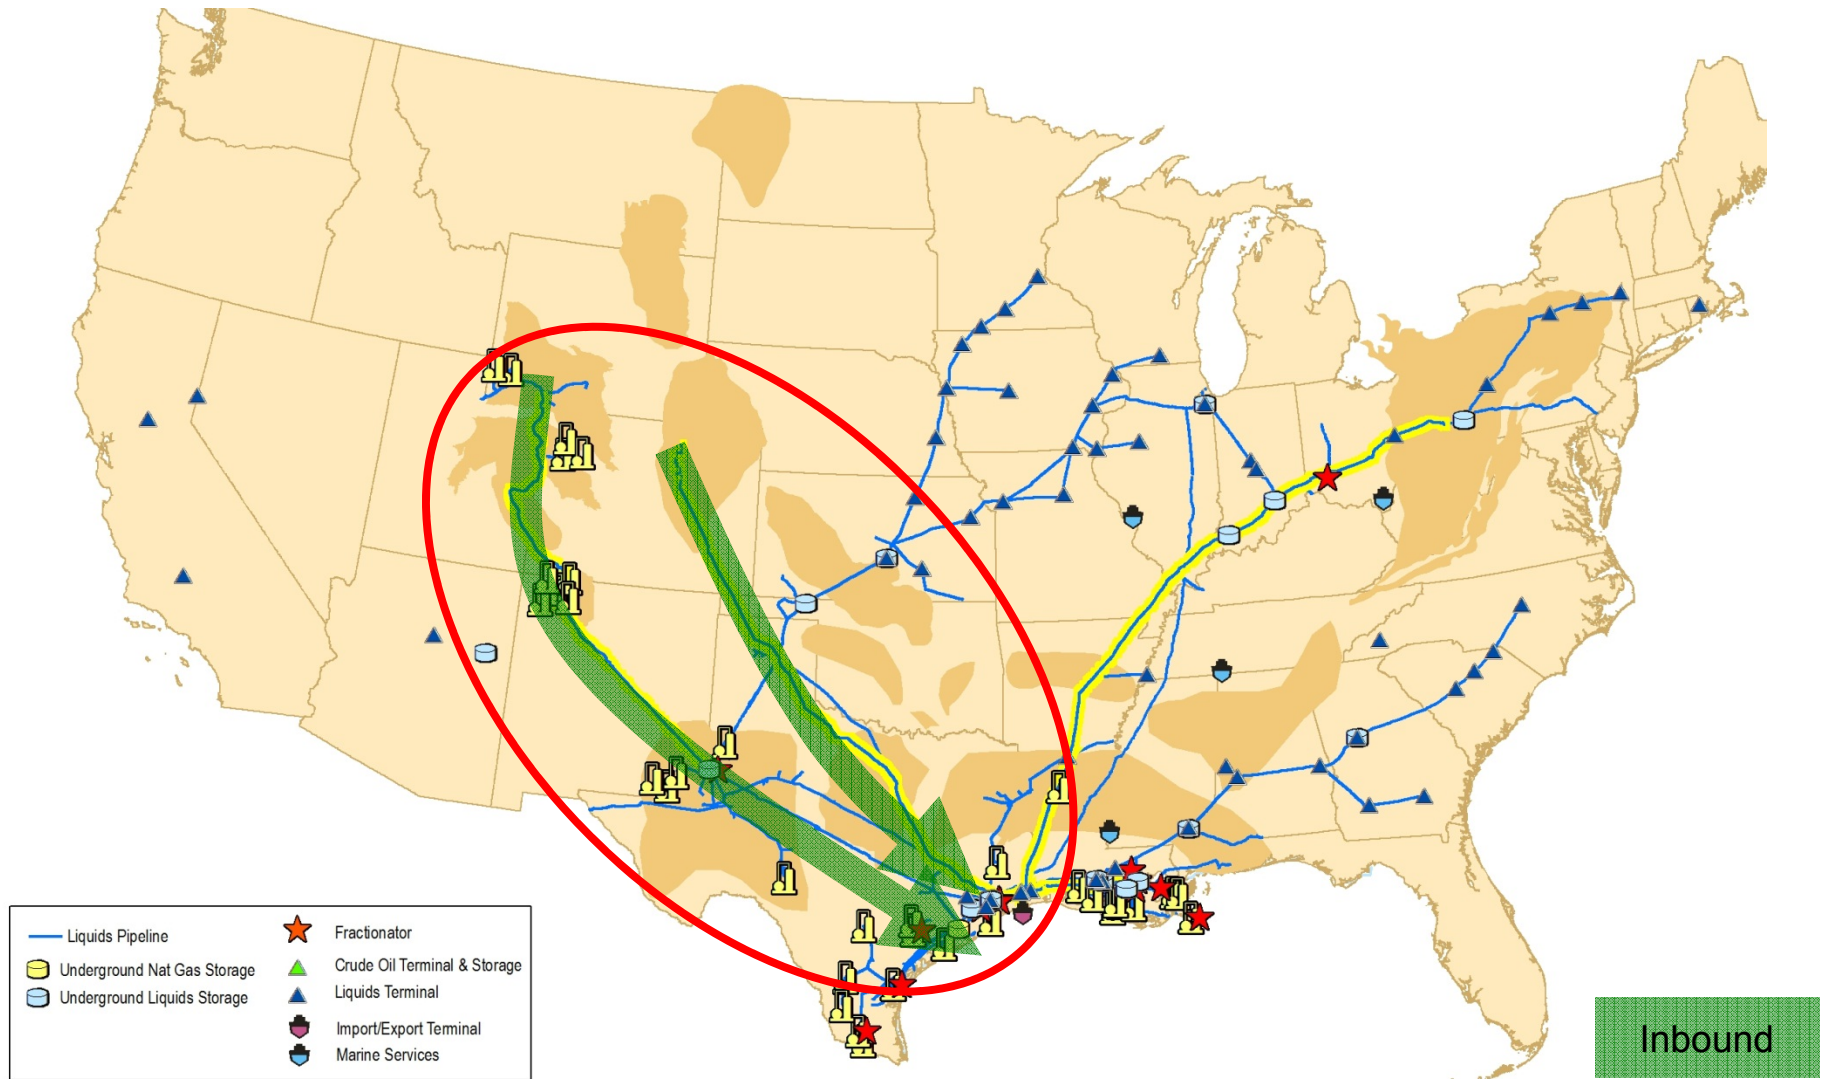 Liquids Pipeline
Underground Nat Gas Storage
Underground Liquids Storage
Fractionator
Crude Oil Terminal & Storage
Liquids Terminal
Import/Export Terminal
Marine Services
Inbound